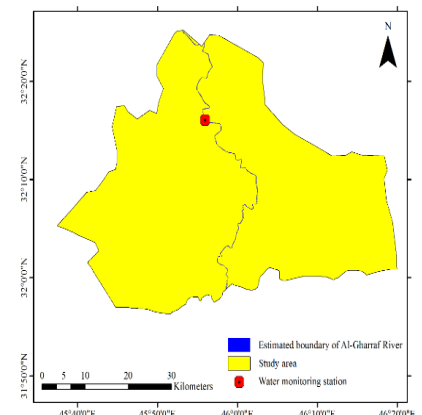 N
32°20'0"N
32°10'0"N
32°0'0"N
31°50'0"N
Estimated boundary of Al-Gharraf River
Study area
Water monitoring station
0 5 10 20 30
Kilometers
45°40'0"E 45°50'0"E 46°0'0"E 46°10'0"E 46°20'0"E